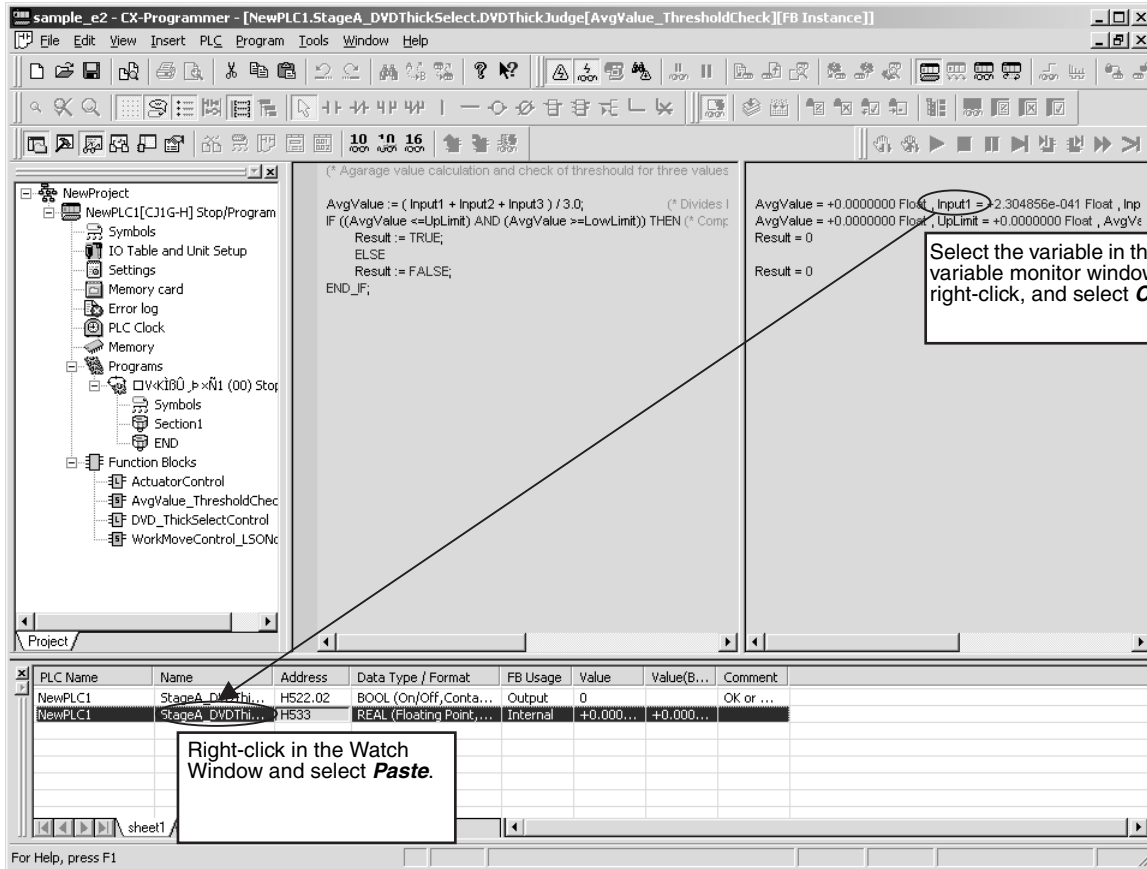 sample_e2 - CX-Programmer - [NewPLC1.StageA_DVDThickSelect.DVDThickJudge[AvgValue_ThresholdCheck][FB Instance]]
File Edit View Insert PLC Program Tools Window Help
10 10 16
NewProject
NewPLC1[CJ1G-H] Stop/Program
Symbols
IO Table and Unit Setup
Settings
Memory card
Error log
PLC Clock
Memory
Programs
(00) Stop
Symbols
Section1
END
Function Blocks
ActuatorControl
AvgValue_ThresholdChec
DVD_ThickSelectControl
WorkMoveControl_LSONo
Project
(* Agarage value calculation and check of threshould for three values
AvgValue := ( Input1 + Input2 + Input3 ) / 3.0; (* Divides I
IF ((AvgValue <=UpLimit) AND (AvgValue >=LowLimit)) THEN (* Comp
Result := TRUE;
ELSE
Result := FALSE;
END_IF;
AvgValue = +0.0000000 Float , Input1 = +2.304856e-041 Float , Inp
AvgValue = +0.0000000 Float , UpLimit = +0.0000000 Float , AvgVa
Result = 0
Result = 0
Select the variable in th
variable monitor window
right-click, and select C
PLC Name Name Address Data Type / Format FB Usage Value Value(B... Comment
NewPLC1 StageA_DVDThi... H522.02 BOOL (On/Off,Conta... Output 0 OK or ...
NewPLC1 StageA_DVDThi... H533 REAL (Floating Point,... Internal +0.000... +0.000...
Right-click in the Watch
Window and select Paste.
sheet1
For Help, press F1